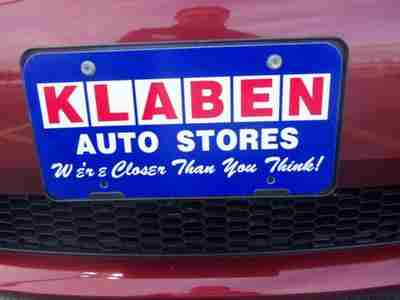 KLABEN
AUTO STORES
We're Closer Than You Think!